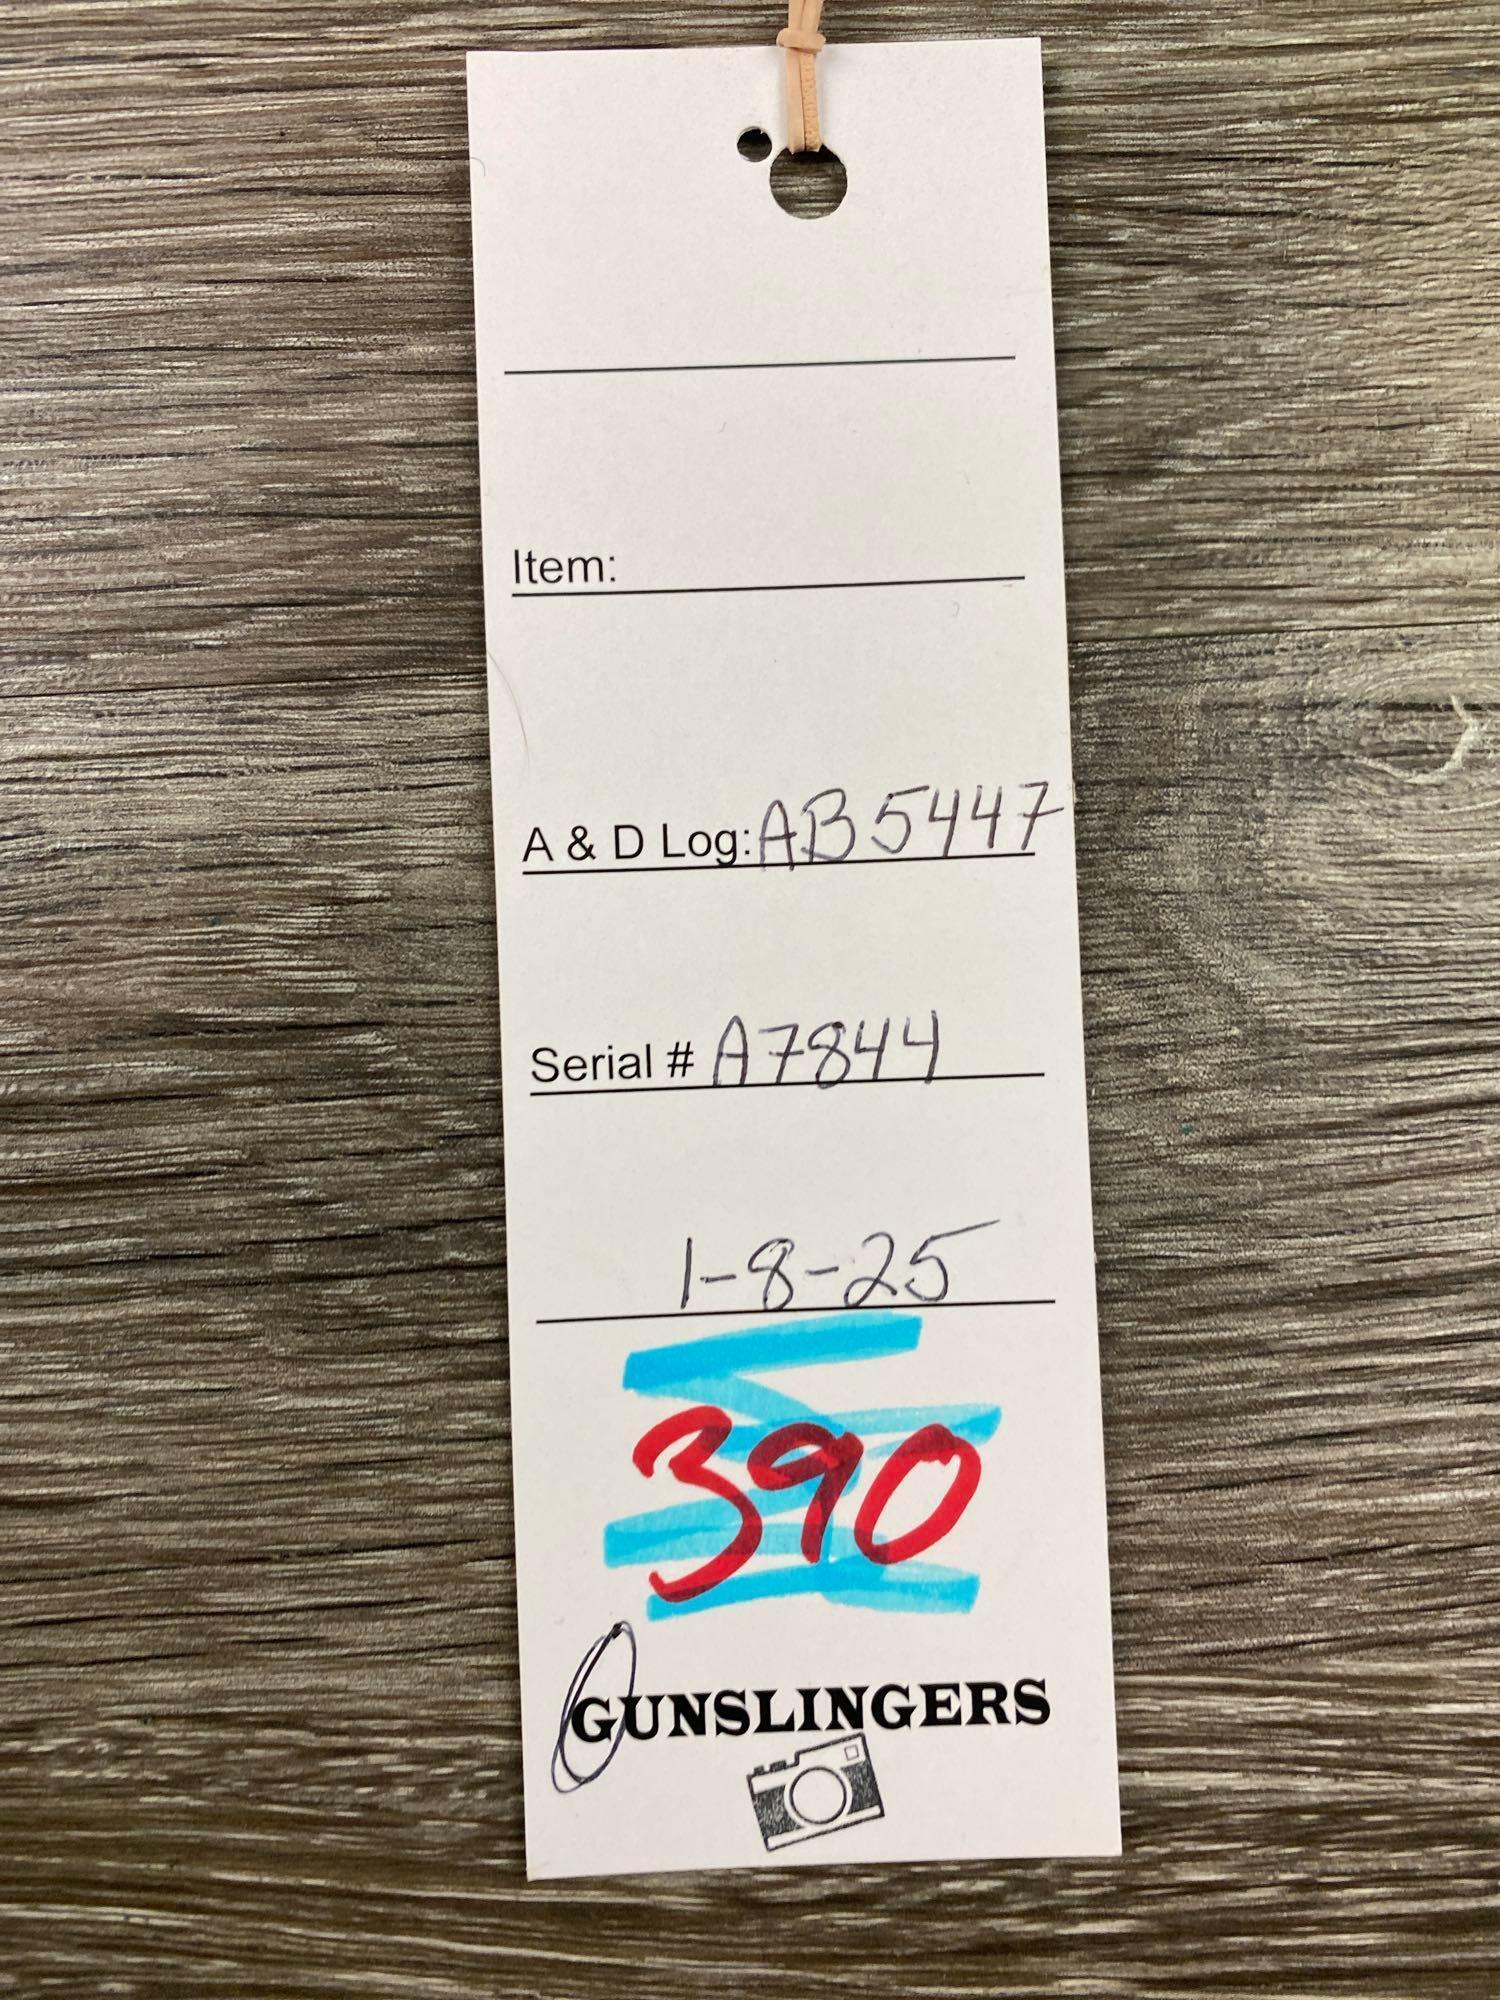 Item:
A & D Log: AB5447
Serial # A7844
1-8-25
390
GUNSLINGERS